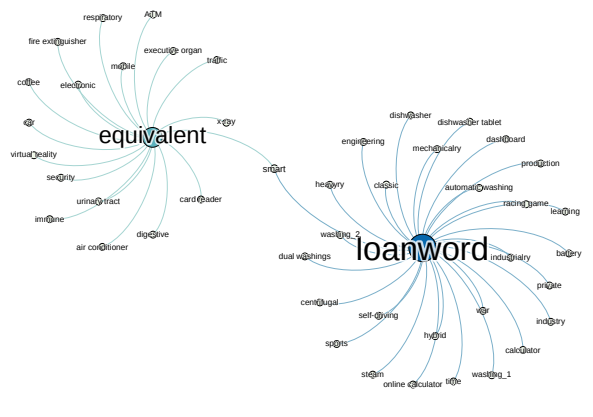 respiratory
ATM
fire extinguisher
executive organ
traffic
mobile
coffee
electronic
car
x-ray
equivalent
virtual reality
security
smart
urinary tract
card reader
immune
digestive
air conditioner
dishwasher
dishwasher tablet
engineering
mechanicalry
dashboard
production
heavyry
classic
automatic washing
racing game
learning
washing_2
loanword
dual washings
industrialry
battery
private
centrifugal
self-driving
war
industry
sports
hybrid
calculator
steam
online calculator
time
washing_1